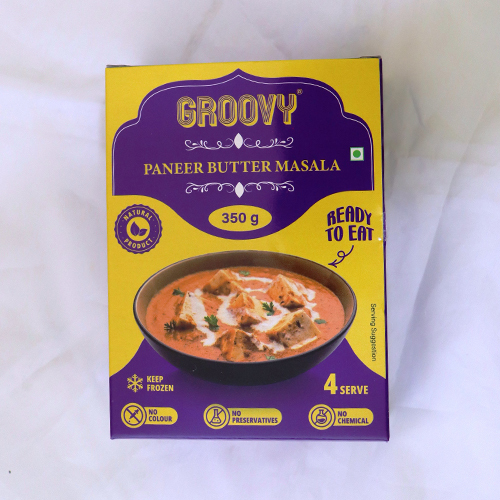 GROOVY®
PANEER BUTTER MASALA
350 g
NATURAL
PRODUCT
READY
TO EAT
Serving Suggestion
KEEP
FROZEN
4 SERVE
NO
COLOUR
NO
PRESERVATIVES
NO
CHEMICAL